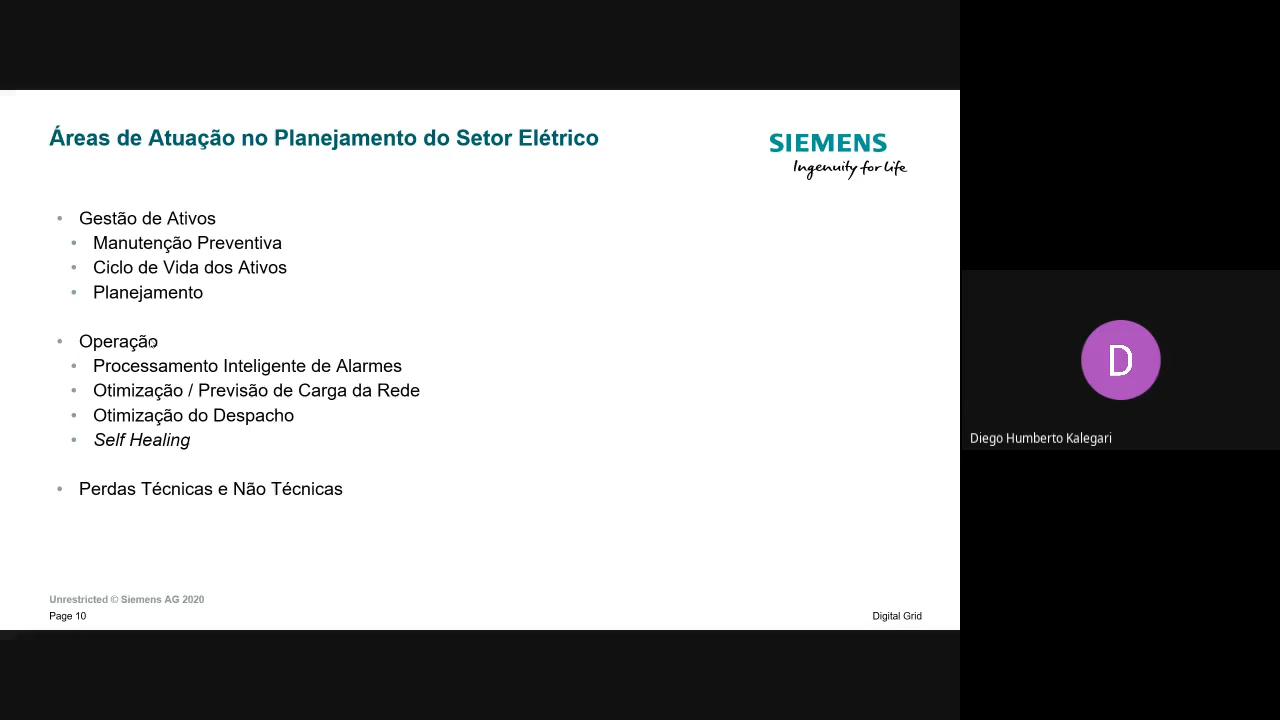 Áreas de Atuação no Planejamento do Setor Elétrico
SIEMENS
Ingenuity for life
• Gestão de Ativos
• Manutenção Preventiva
• Ciclo de Vida dos Ativos
• Planejamento
• Operação
• Processamento Inteligente de Alarmes
• Otimização / Previsão de Carga da Rede
• Otimização do Despacho
• Self Healing
• Perdas Técnicas e Não Técnicas
Unrestricted © Siemens AG 2020
Page 10
Digital Grid
D
Diego Humberto Kalegari